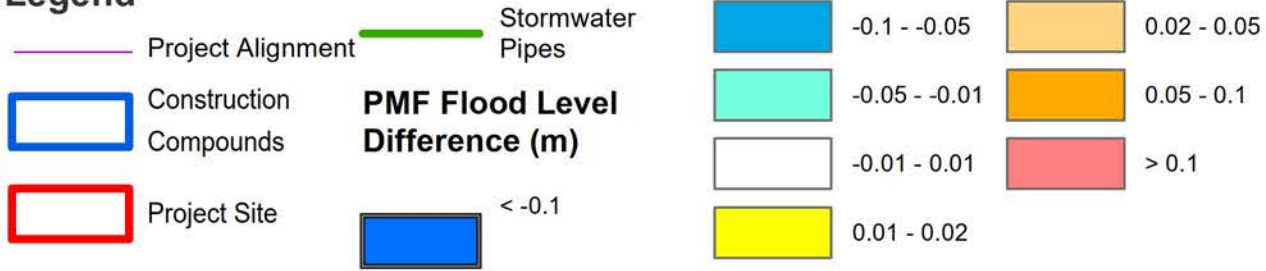 Legend
Project Alignment
Construction
Compounds
Project Site
Stormwater
Pipes
PMF Flood Level
Difference (m)
< -0.1
-0.1 - -0.05
-0.05 - -0.01
-0.01 - 0.01
0.01 - 0.02
0.02 - 0.05
0.05 - 0.1
> 0.1